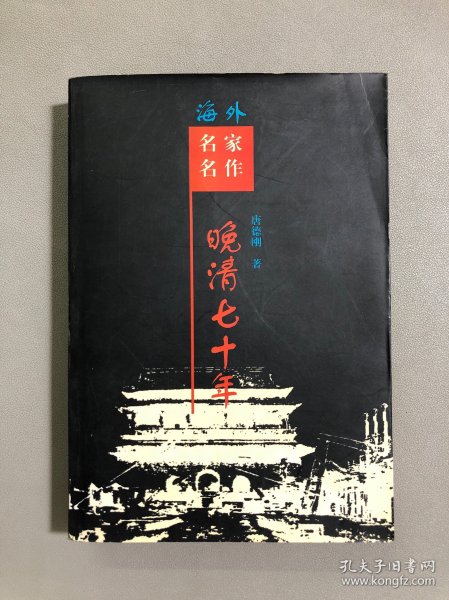 海外
名家
名作
唐德刚 著
晚清七十年
孔夫子旧书网
www.kongfz.com